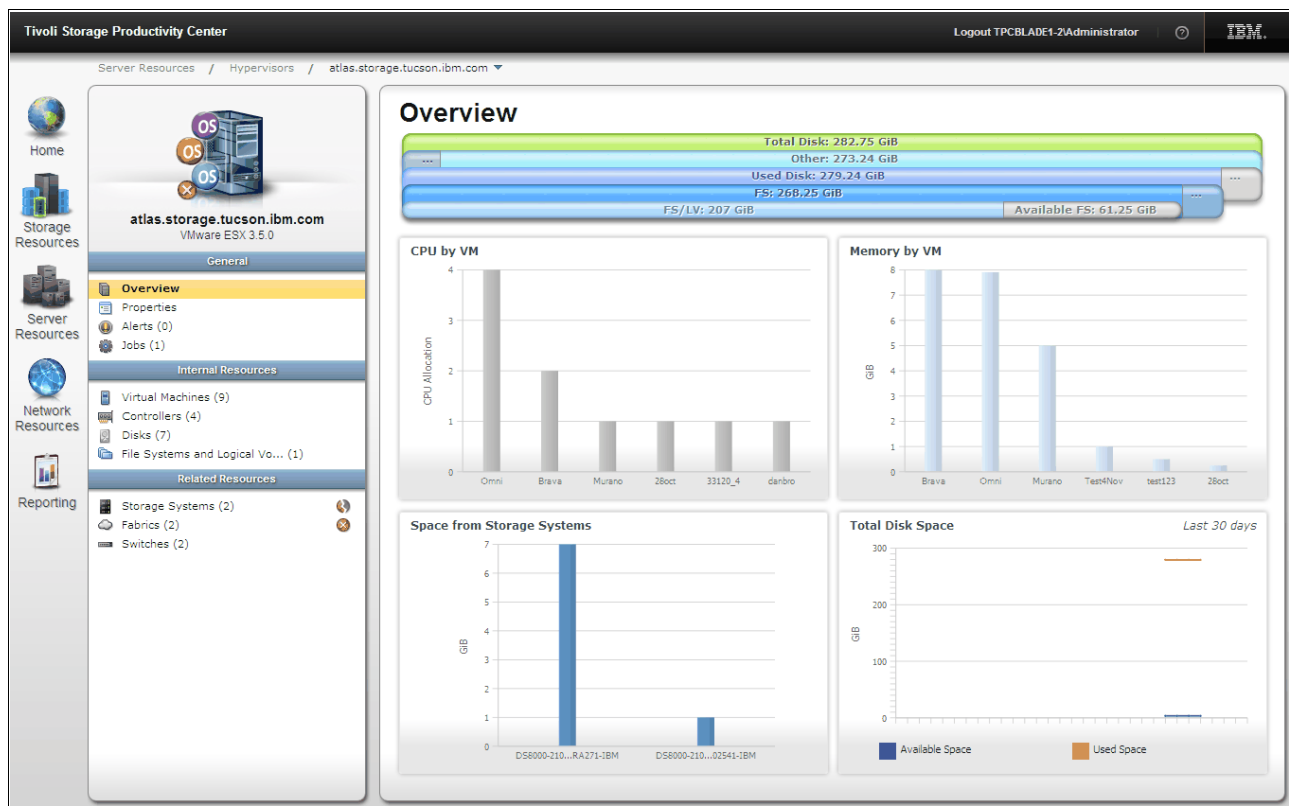 Tivoli Storage Productivity Center
Logout TPCBLADE1-2\Administrator
?
IBM.
Server Resources / Hypervisors / atlas.storage.tucson.ibm.com
Home
Storage
Resources
Server
Resources
Network
Resources
Reporting
OS
OS
OS
atlas.storage.tucson.ibm.com
VMware ESX 3.5.0
General
Overview
Properties
Alerts (0)
Jobs (1)
Internal Resources
Virtual Machines (9)
Controllers (4)
Disks (7)
File Systems and Logical Vo... (1)
Related Resources
Storage Systems (2)
Fabrics (2)
Switches (2)
Overview
Total Disk: 282.75 GiB
... Other: 273.24 GiB
Used Disk: 279.24 GiB ...
FS: 268.25 GiB ...
FS/LV: 207 GiB Available FS: 61.25 GiB
CPU by VM
CPU Allocation
4
3
2
1
0
Omni Brava Murano 28oct 33120_4 danbro
Memory by VM
GiB
8
7
6
5
4
3
2
1
0
Brava Omni Murano Test4Nov test123 28oct
Space from Storage Systems
GiB
7
6
5
4
3
2
1
0
DS8000-210...RA271-IBM DS8000-210...02541-IBM
Total Disk Space Last 30 days
GiB
300
200
100
0
Available Space Used Space